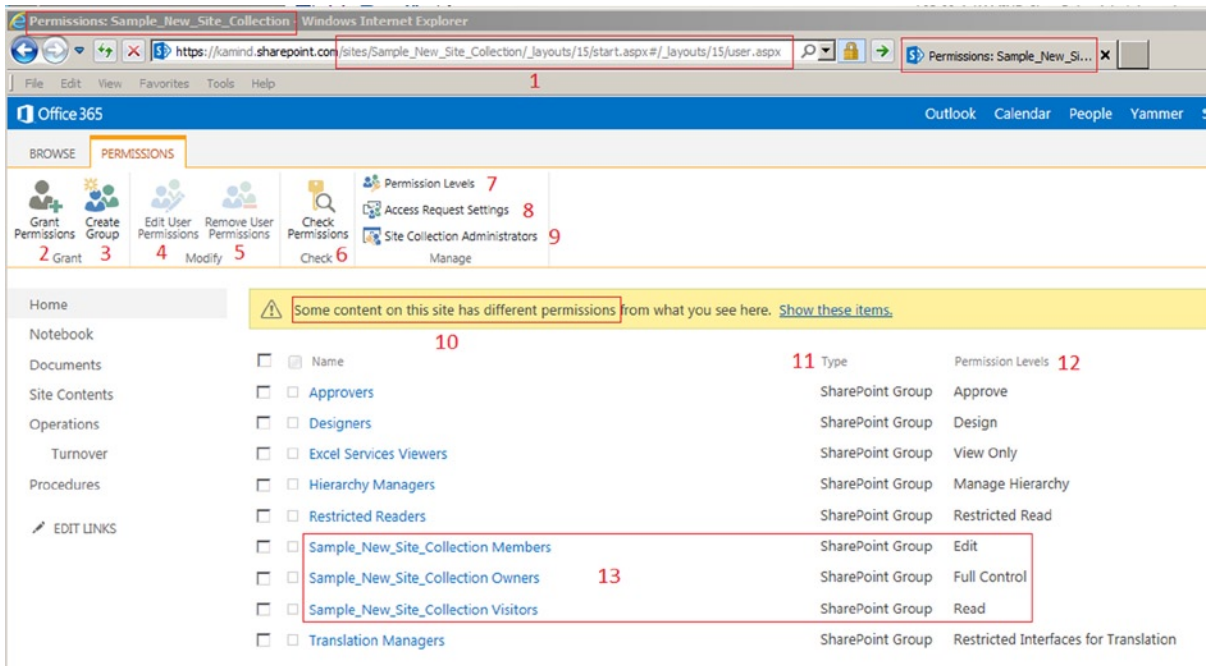 Permissions: Sample_New_Site_Collection - Windows Internet Explorer
https://kamind.sharepoint.com/sites/Sample_New_Site_Collection/_layouts/15/start.aspx#/_layouts/15/user.aspx
Permissions: Sample_New_Si...
1
File Edit View Favorites Tools Help
Office 365
Outlook Calendar People Yammer S
BROWSE PERMISSIONS
Grant Permissions
Create Group
Edit User Permissions
Remove User Permissions
Check Permissions
Permission Levels 7
Access Request Settings 8
Site Collection Administrators 9
2 Grant 3
4 Modify 5
Check 6
Manage
Home
Notebook
Documents
Site Contents
Operations
Turnover
Procedures
EDIT LINKS
Some content on this site has different permissions from what you see here. Show these items.
10
Name 11 Type Permission Levels 12
Approvers SharePoint Group Approve
Designers SharePoint Group Design
Excel Services Viewers SharePoint Group View Only
Hierarchy Managers SharePoint Group Manage Hierarchy
Restricted Readers SharePoint Group Restricted Read
Sample_New_Site_Collection Members SharePoint Group Edit
Sample_New_Site_Collection Owners 13 SharePoint Group Full Control
Sample_New_Site_Collection Visitors SharePoint Group Read
Translation Managers SharePoint Group Restricted Interfaces for Translation